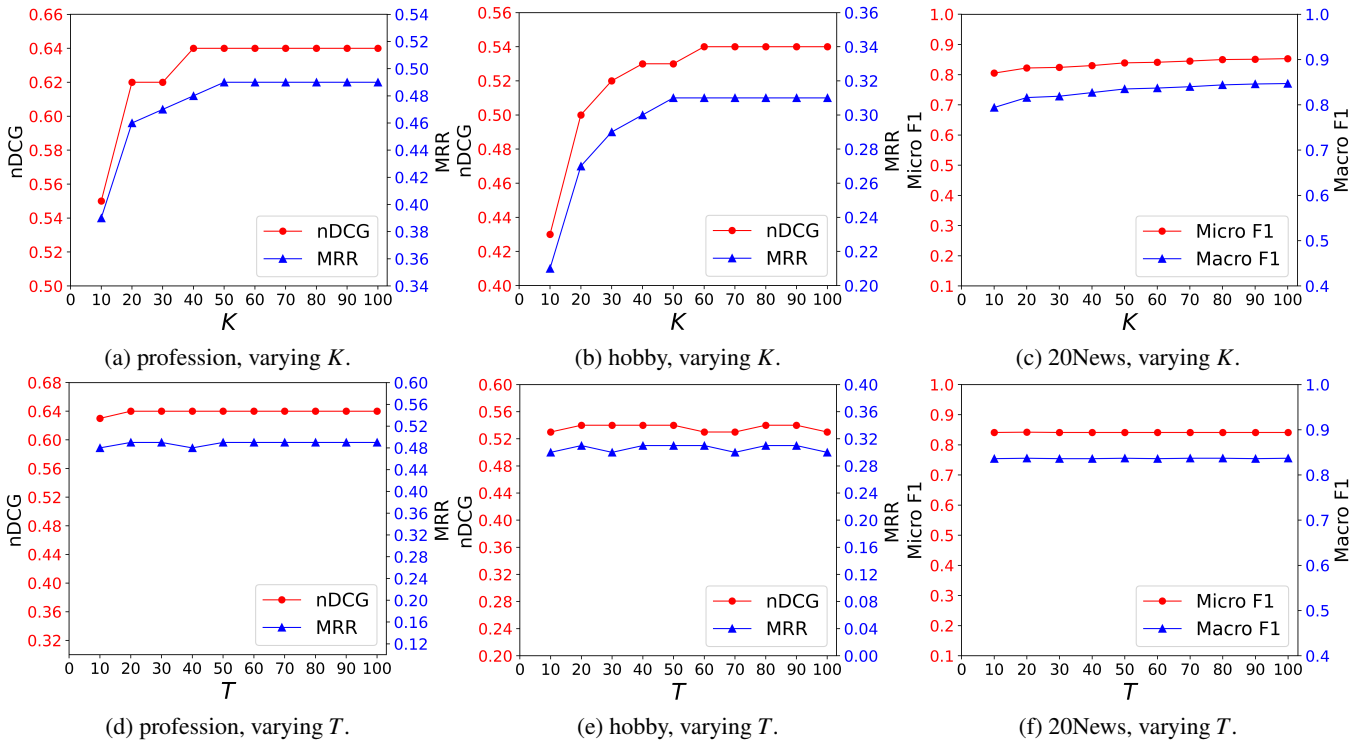 nDCG
0.66
0.64
0.62
0.60
0.58
0.56
0.54
0.52
0.50
0 10 20 30 40 50 60 70 80 90 100
K
0.54
0.52
0.50
0.48
0.46
0.44
0.42
0.40
0.38
0.36
0.34
MRR
nDCG
MRR
(a) profession, varying K.
nDCG
0.56
0.54
0.52
0.50
0.48
0.46
0.44
0.42
0.40
0 10 20 30 40 50 60 70 80 90 100
K
0.36
0.34
0.32
0.30
0.28
0.26
0.24
0.22
0.20
MRR
nDCG
MRR
(b) hobby, varying K.
Micro F1
1.0
0.9
0.8
0.7
0.6
0.5
0.4
0.3
0.2
0.1
0 10 20 30 40 50 60 70 80 90 100
K
1.0
0.9
0.8
0.7
0.6
0.5
0.4
Macro F1
Micro F1
Macro F1
(c) 20News, varying K.
nDCG
0.68
0.64
0.60
0.56
0.52
0.48
0.44
0.40
0.36
0.32
0 10 20 30 40 50 60 70 80 90 100
T
0.60
0.56
0.52
0.48
0.44
0.40
0.36
0.32
0.28
0.24
0.20
0.16
0.12
MRR
nDCG
MRR
(d) profession, varying T.
nDCG
0.60
0.56
0.52
0.48
0.44
0.40
0.36
0.32
0.28
0.24
0.20
0 10 20 30 40 50 60 70 80 90 100
T
0.40
0.36
0.32
0.28
0.24
0.20
0.16
0.12
0.08
0.04
0.00
MRR
nDCG
MRR
(e) hobby, varying T.
Micro F1
1.0
0.9
0.8
0.7
0.6
0.5
0.4
0.3
0.2
0.1
0 10 20 30 40 50 60 70 80 90 100
T
1.0
0.9
0.8
0.7
0.6
0.5
0.4
Macro F1
Micro F1
Macro F1
(f) 20News, varying T.